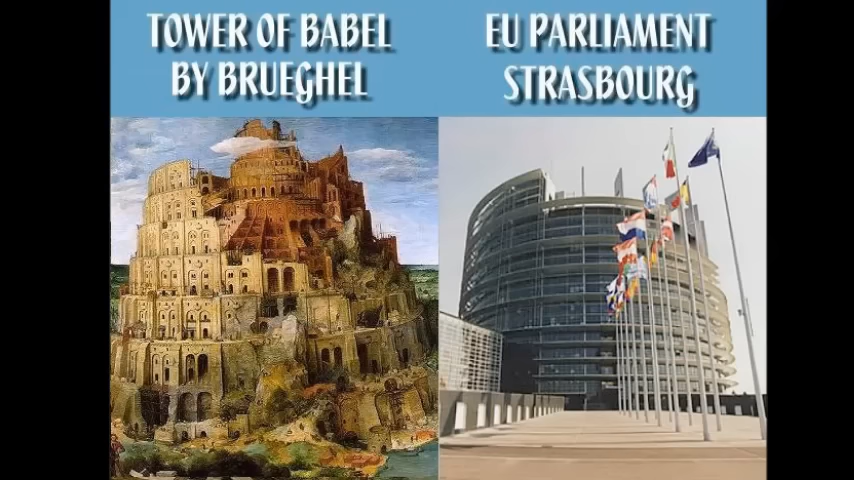 TOWER OF BABEL
BY BRUEGHEL
EU PARLIAMENT
STRASBOURG